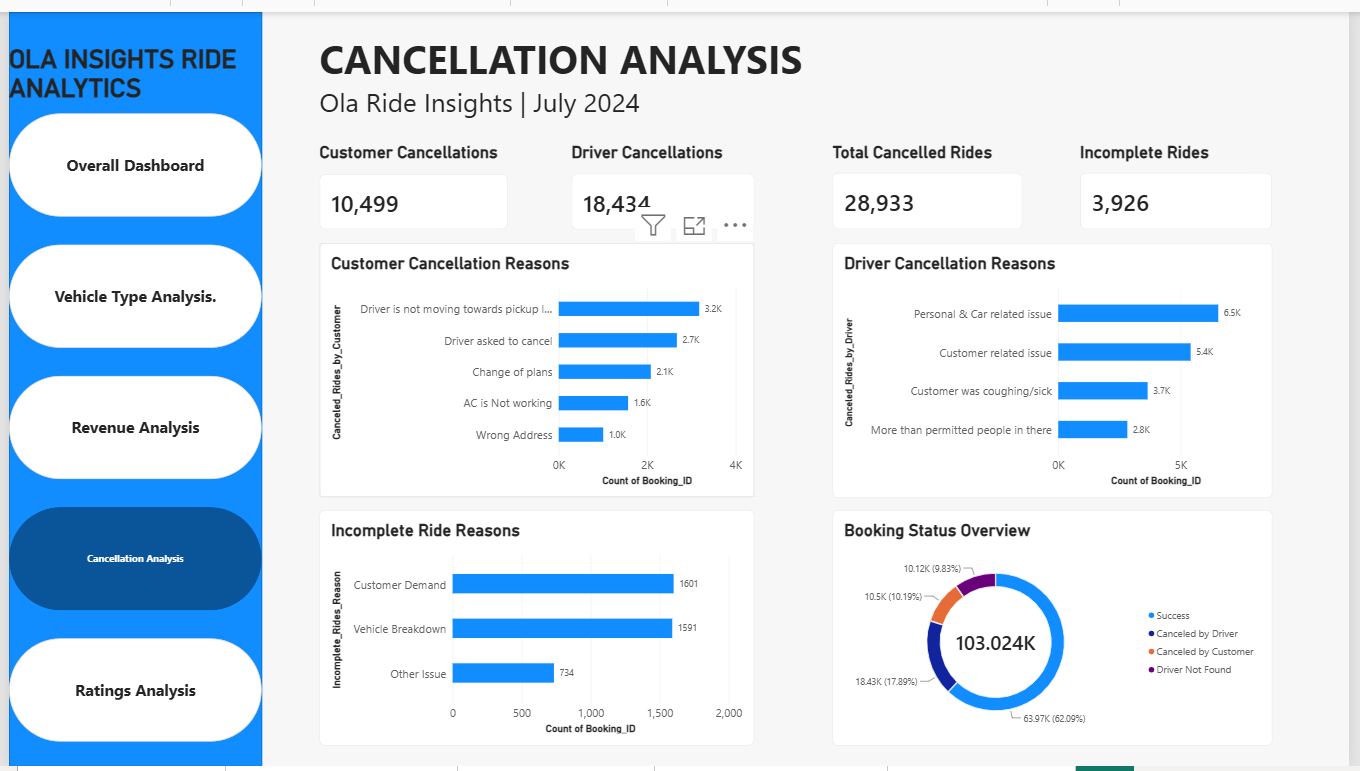 OLA INSIGHTS RIDE
ANALYTICS
Overall Dashboard
Vehicle Type Analysis.
Revenue Analysis
Cancellation Analysis
Ratings Analysis
CANCELLATION ANALYSIS
Ola Ride Insights | July 2024
Customer Cancellations
10,499
Driver Cancellations
18,434
Total Cancelled Rides
28,933
Incomplete Rides
3,926
Customer Cancellation Reasons
Canceled_Rides_by_Customer
Driver is not moving towards pickup l... 3.2K
Driver asked to cancel 2.7K
Change of plans 2.1K
AC is Not working 1.6K
Wrong Address 1.0K
0K 2K 4K
Count of Booking_ID
Driver Cancellation Reasons
Canceled_Rides_by_Driver
Personal & Car related issue 6.5K
Customer related issue 5.4K
Customer was coughing/sick 3.7K
More than permitted people in there 2.8K
0K 5K
Count of Booking_ID
Incomplete Ride Reasons
Incomplete_Rides_Reason
Customer Demand 1601
Vehicle Breakdown 1591
Other Issue 734
0 500 1,000 1,500 2,000
Count of Booking_ID
Booking Status Overview
10.12K (9.83%)
10.5K (10.19%)
103.024K
18.43K (17.89%)
63.97K (62.09%)
Success
Canceled by Driver
Canceled by Customer
Driver Not Found